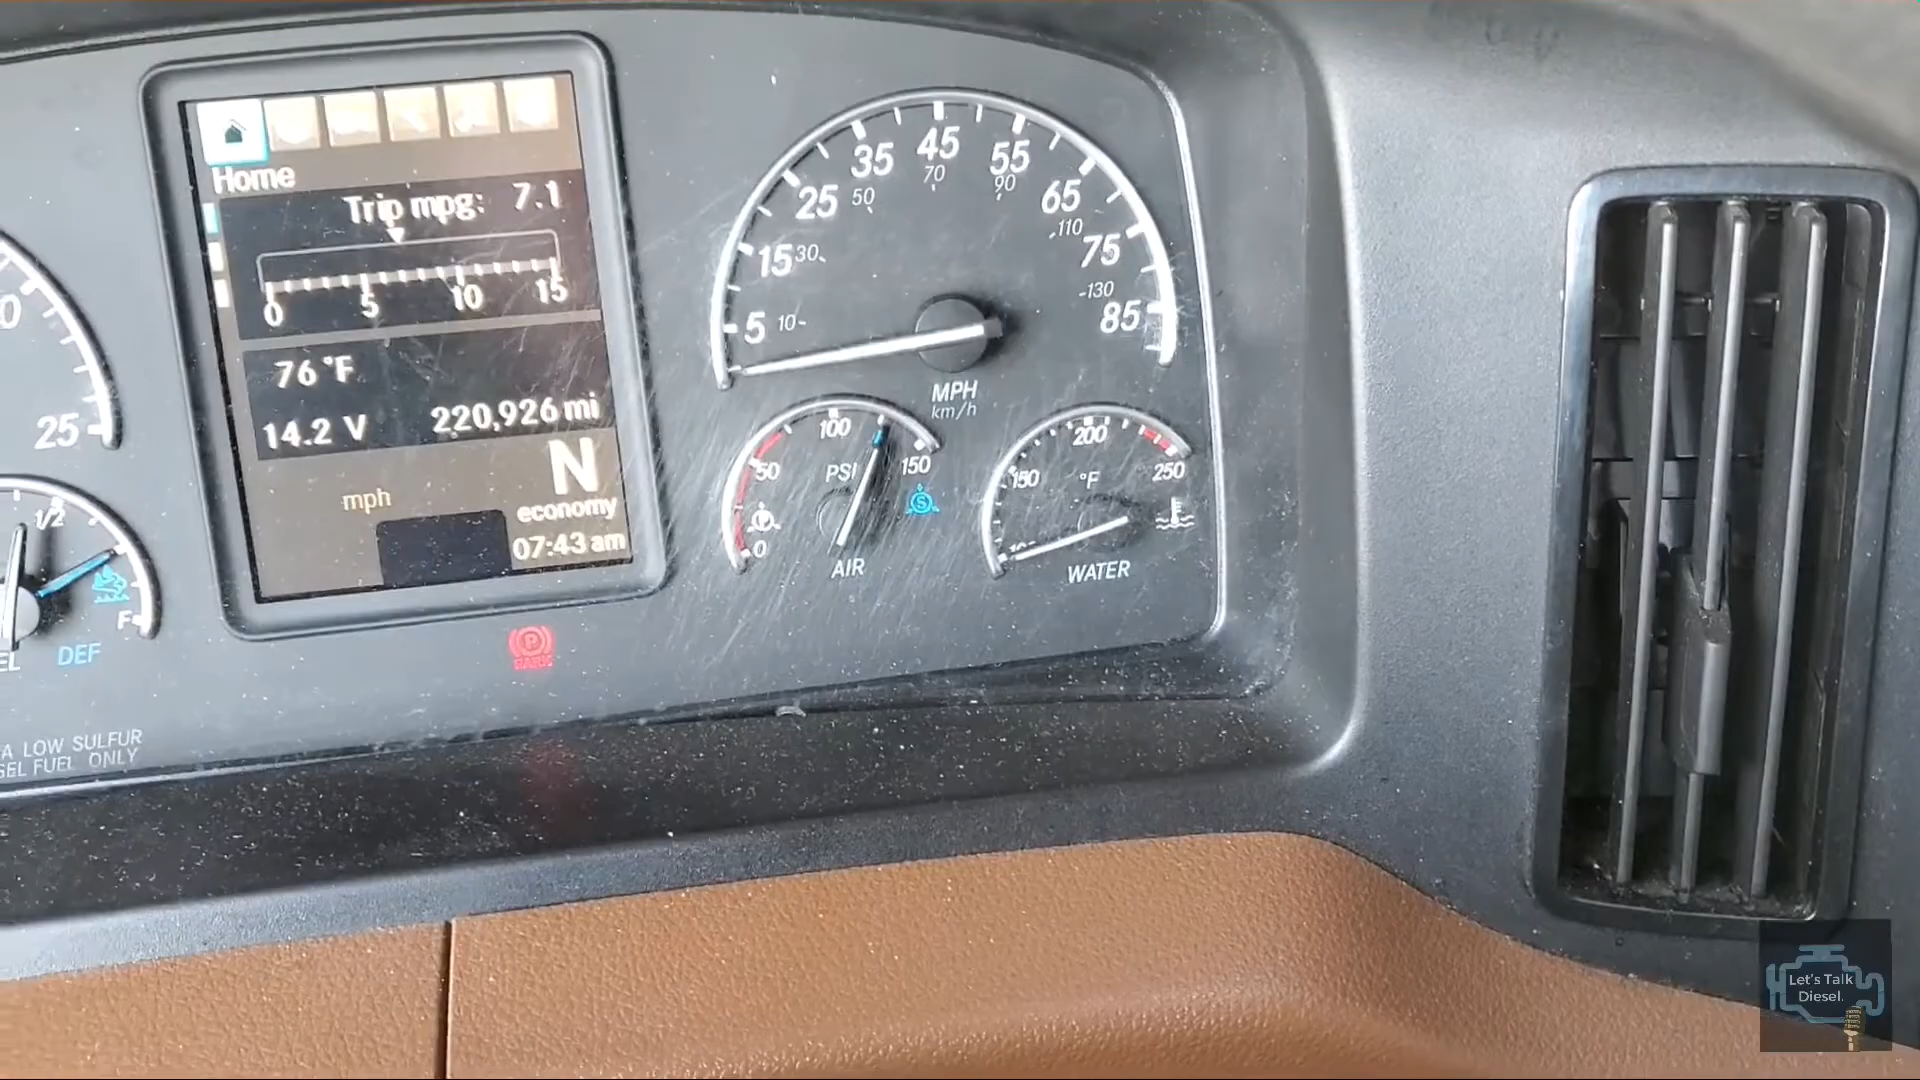 Home
Trip mpg: 7.1
0 5 10 15
76°F
14.2 V 220,926 mi
N
mph
economy
07:43 am
5 15 25 35 45 55 65 75 85
10 30 50 70 90 110 130
MPH
km/h
0 50 100 150
PSI
AIR
150 200 250
°F
WATER
25
1/2
F
DEF
P
PARK
S
A LOW SULFUR
SEL FUEL ONLY
Let's Talk
Diesel.